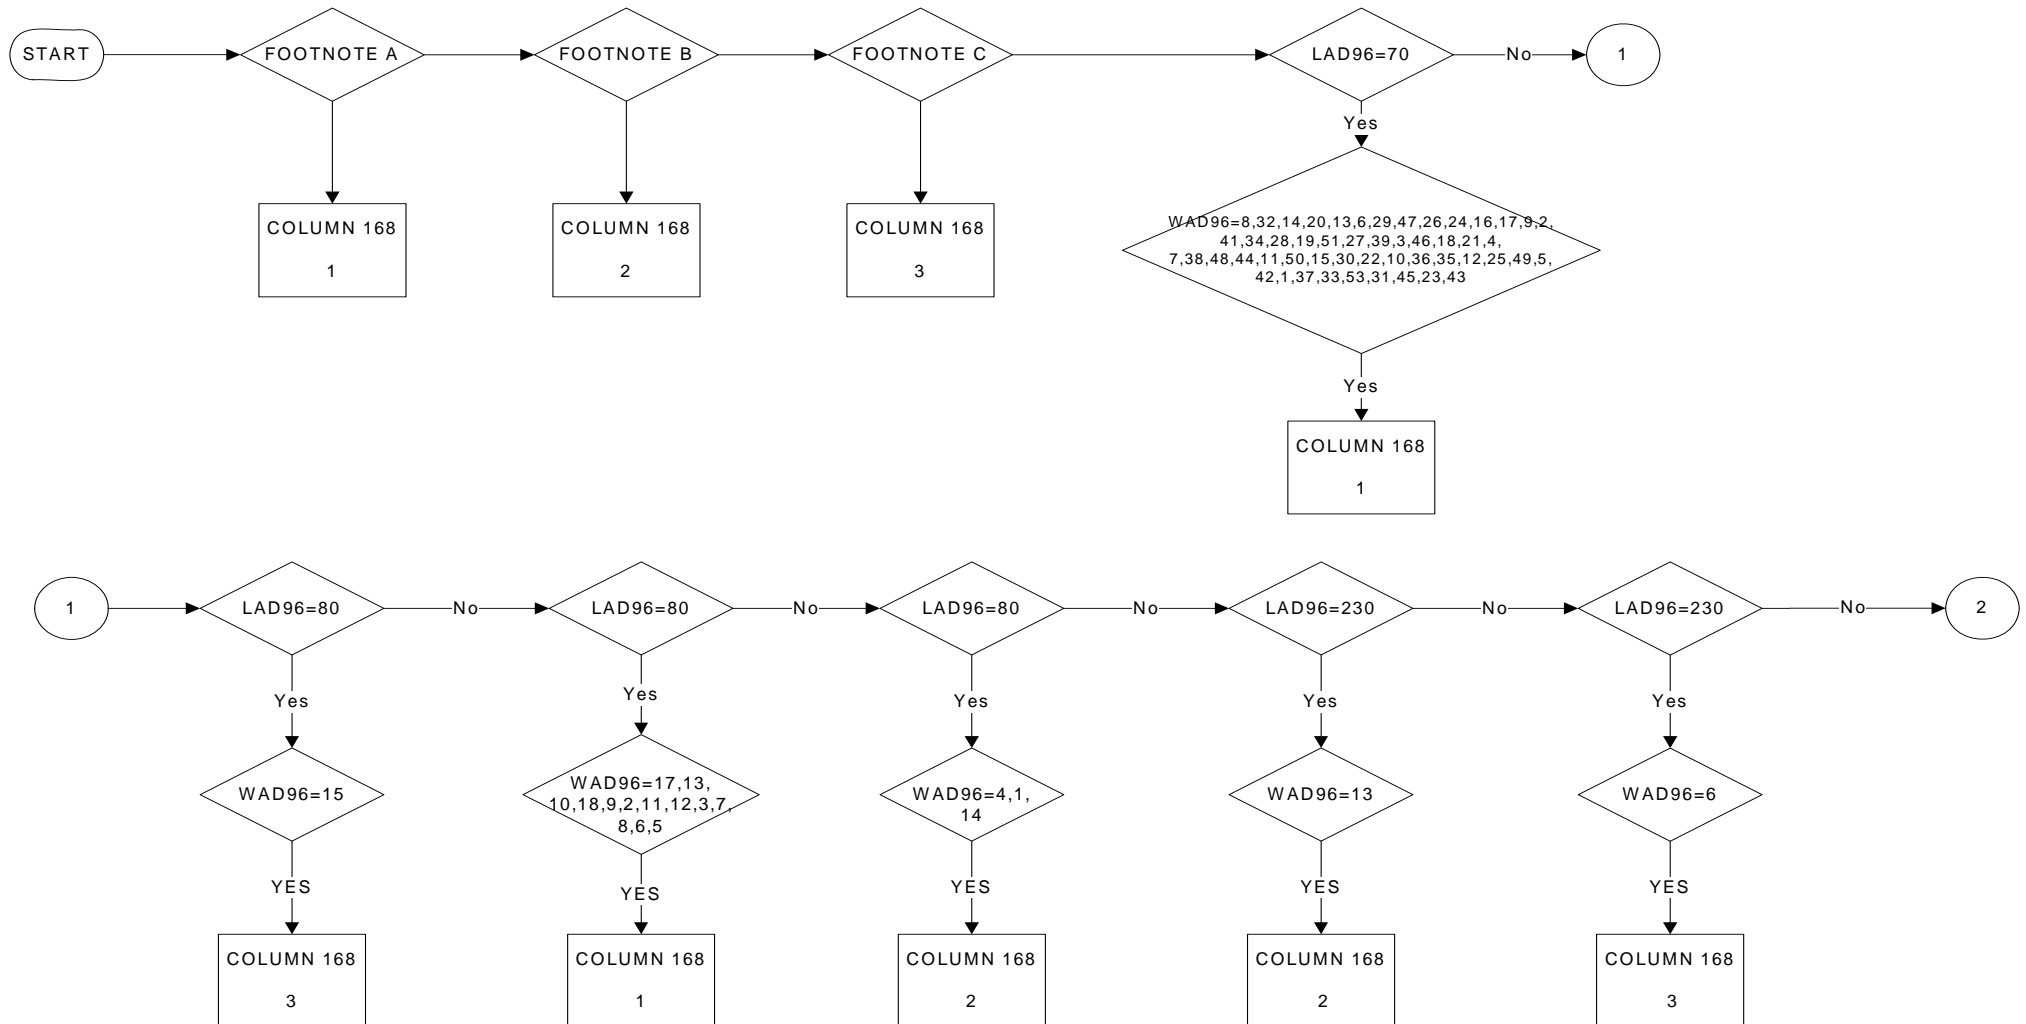 START
FOOTNOTE A
FOOTNOTE B
FOOTNOTE C
LAD96=70
No
1
Yes
COLUMN 168
1
COLUMN 168
2
COLUMN 168
3
WAD96=8,32,14,20,13,6,29,47,26,24,16,17,9,2,
41,34,28,19,51,27,39,3,46,18,21,4,
7,38,48,44,11,50,15,30,22,10,36,35,12,25,49,5,
42,1,37,33,53,31,45,23,43
Yes
COLUMN 168
1
1
LAD96=80
No
LAD96=80
No
LAD96=80
No
LAD96=230
No
LAD96=230
No
2
Yes
Yes
Yes
Yes
Yes
WAD96=15
WAD96=17,13,
10,18,9,2,11,12,3,7,
8,6,5
WAD96=4,1,
14
WAD96=13
WAD96=6
YES
YES
YES
YES
YES
COLUMN 168
3
COLUMN 168
1
COLUMN 168
2
COLUMN 168
2
COLUMN 168
3